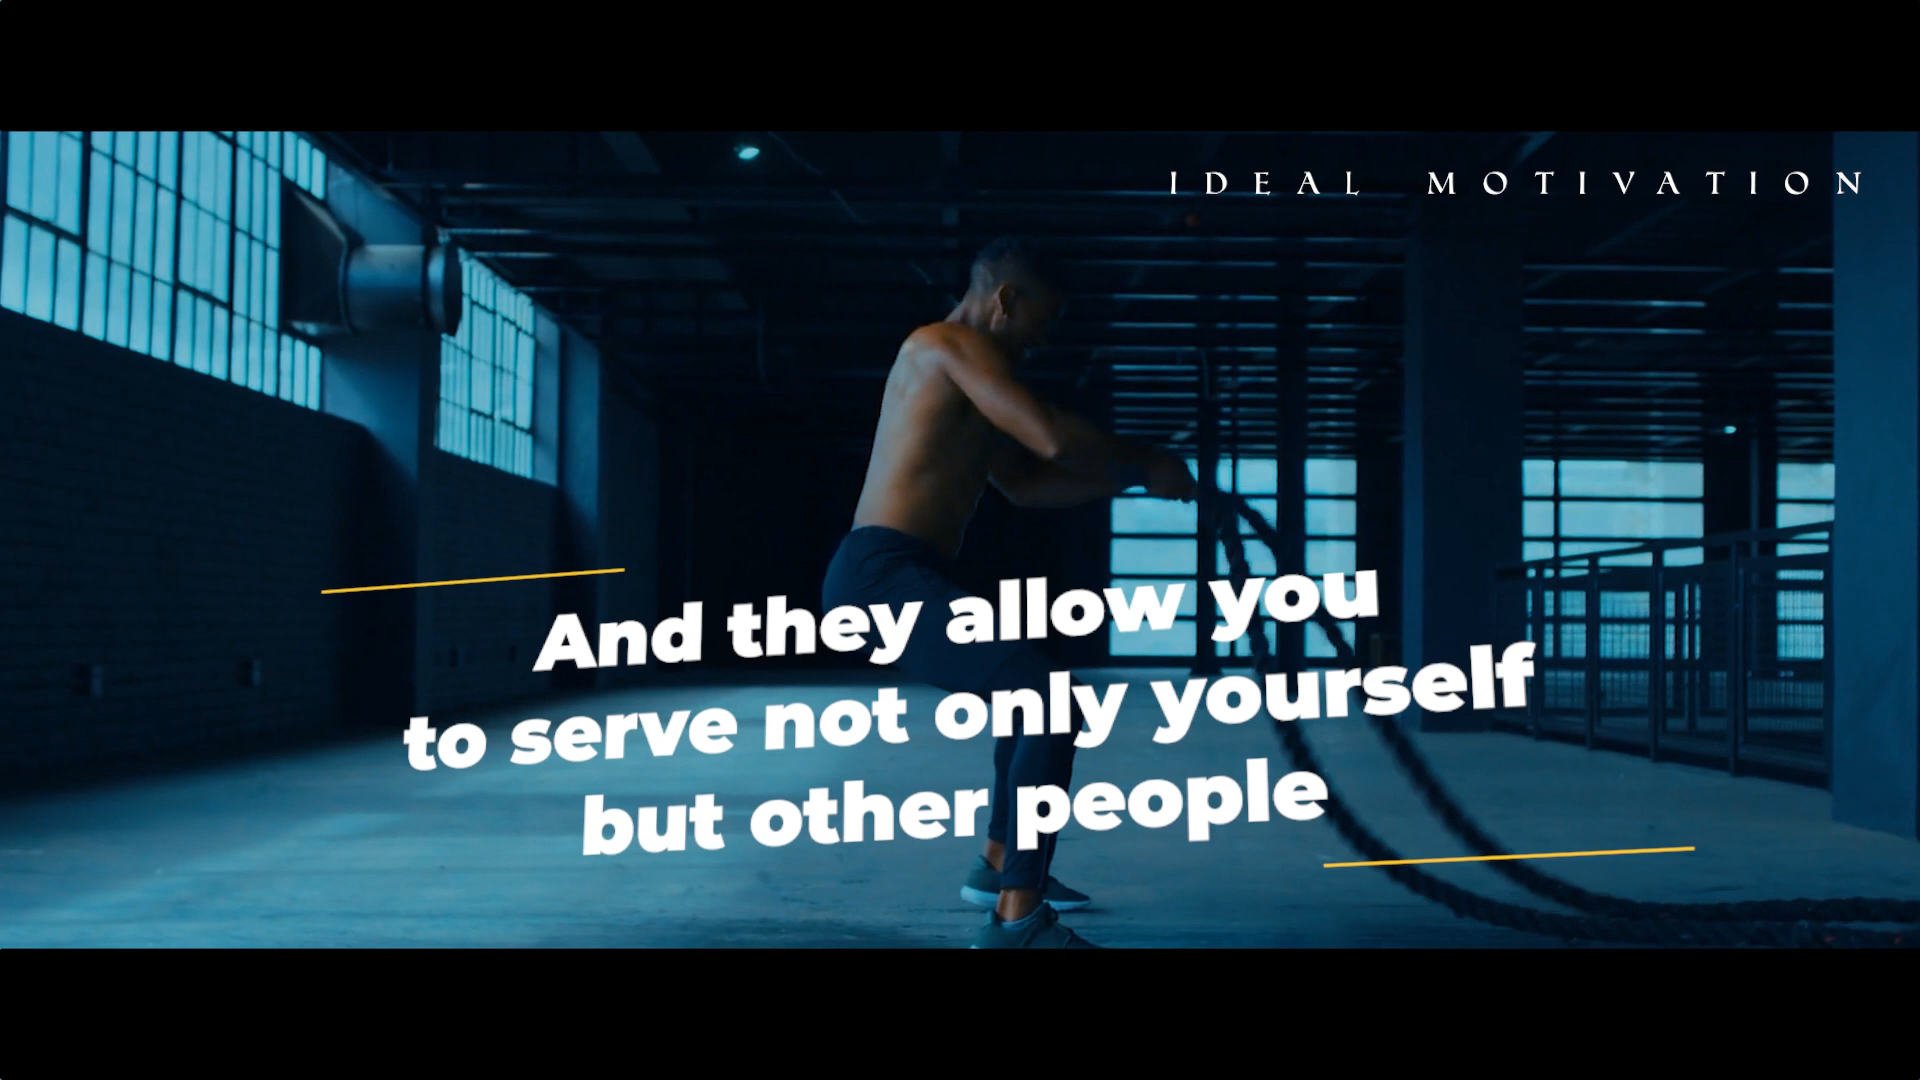 IDEAL MOTIVATION
And they allow you
to serve not only yourself
but other people